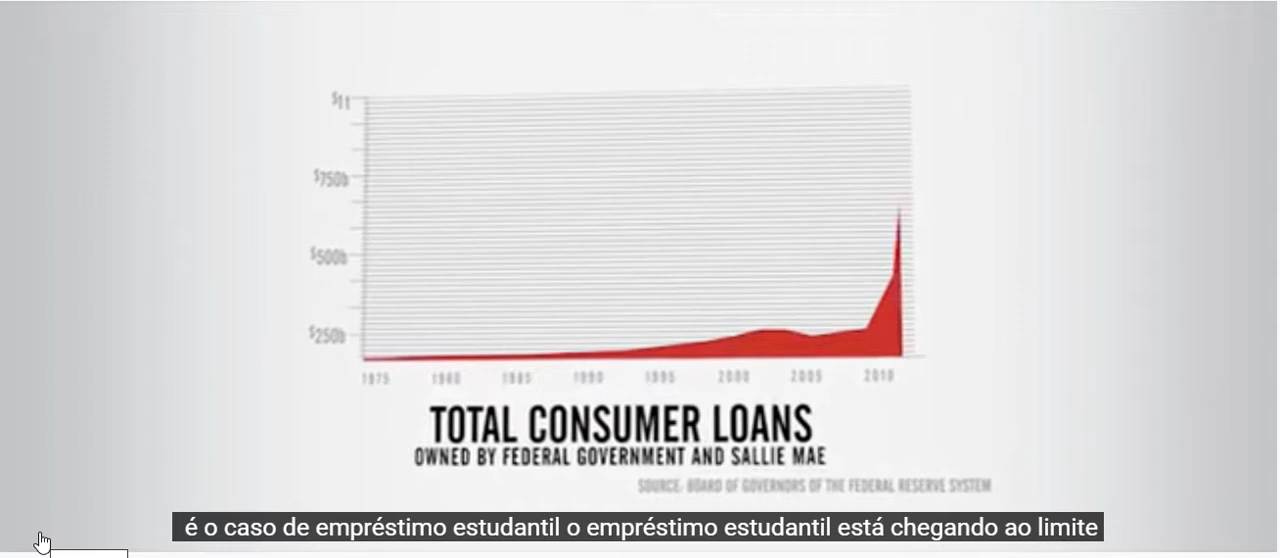 $1t
$750b
$500b
$250b
1975 1980 1985 1990 1995 2000 2005 2010
TOTAL CONSUMER LOANS
OWNED BY FEDERAL GOVERNMENT AND SALLIE MAE
SOURCE: BOARD OF GOVERNORS OF THE FEDERAL RESERVE SYSTEM
é o caso de empréstimo estudantil o empréstimo estudantil está chegando ao limite